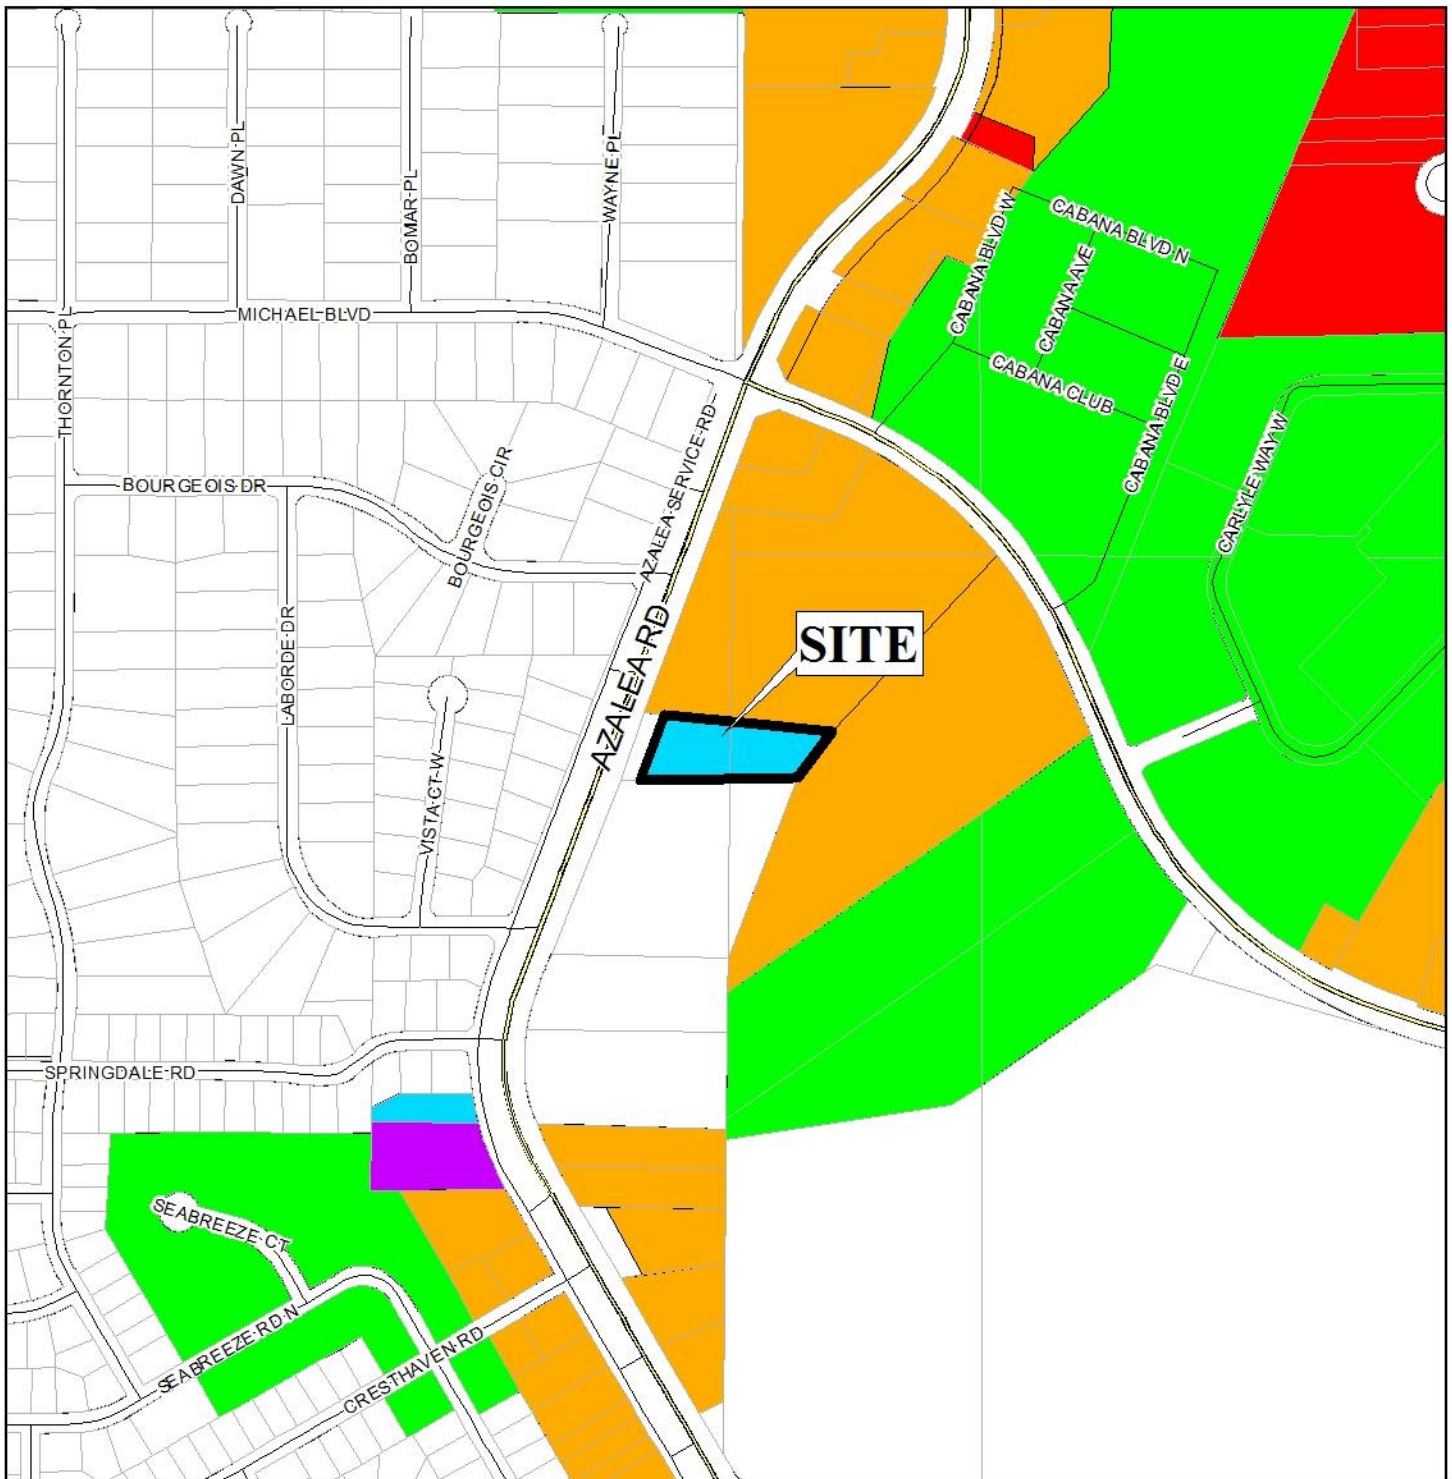 DAWN PL
BOMAR PL
WAYNE PL
MICHAEL BLVD
THORNTON PL
CABANA BLVD W
CABANA BLVD N
CABANA AVE
CABANA CLUB
CABANA BLVD E
CARLYLE WAY W
AZALEA SERVICE RD
BOURGEOIS DR
BOURGEOIS CIR
LABORDE DR
AZALEA RD
SITE
VISTA CT W
SPRINGDALE RD
SEABREEZE CT
SEABREEZE RD N
CRESTHAVEN RD